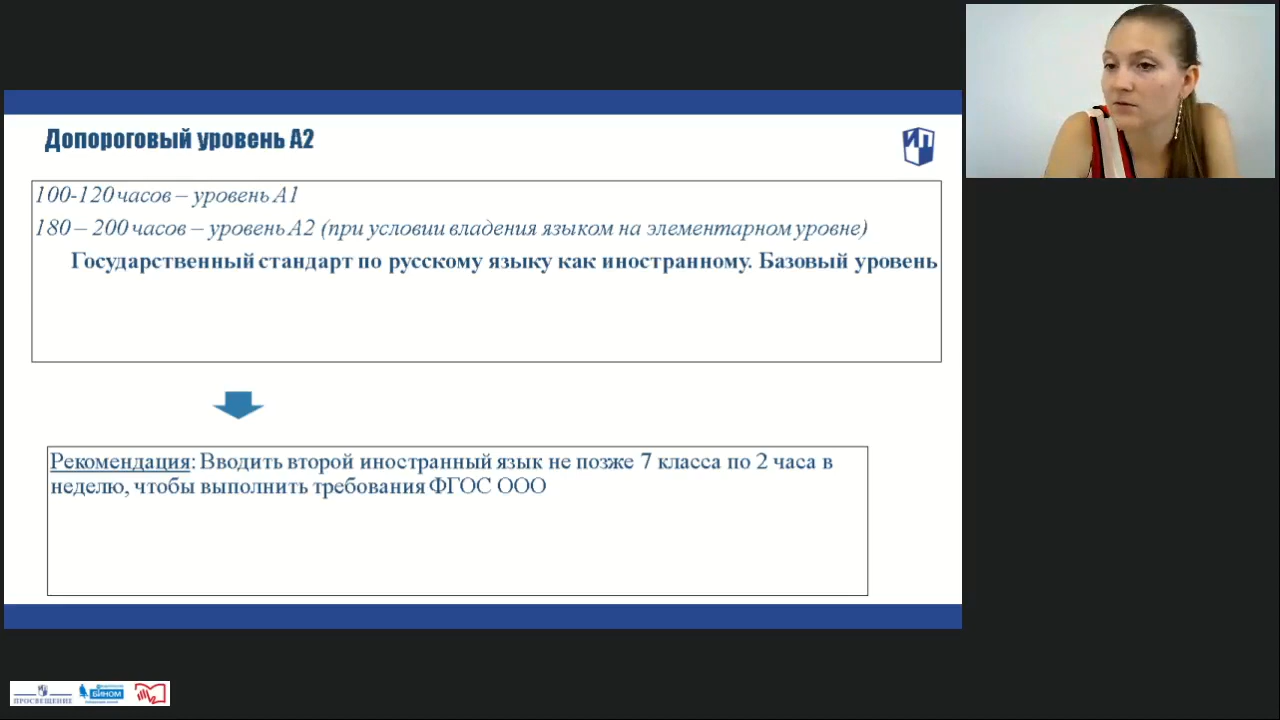 Допороговый уровень А2
ИП
100-120 часов – уровень А1
180 – 200 часов – уровень А2 (при условии владения языком на элементарном уровне)
Государственный стандарт по русскому языку как иностранному. Базовый уровень
Рекомендация: Вводить второй иностранный язык не позже 7 класса по 2 часа в
неделю, чтобы выполнить требования ФГОС ООО
ПРОСВЕЩЕНИЕ
БИНОМ